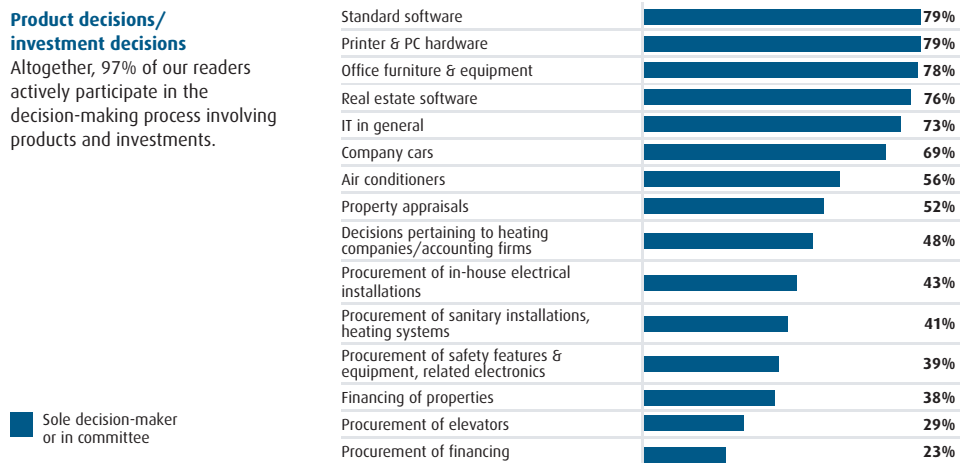 Product decisions/
investment decisions
Altogether, 97% of our readers
actively participate in the
decision-making process involving
products and investments.
Standard software 79%
Printer & PC hardware 79%
Office furniture & equipment 78%
Real estate software 76%
IT in general 73%
Company cars 69%
Air conditioners 56%
Property appraisals 52%
Decisions pertaining to heating
companies/accounting firms 48%
Procurement of in-house electrical
installations 43%
Procurement of sanitary installations,
heating systems 41%
Procurement of safety features &
equipment, related electronics 39%
Financing of properties 38%
Procurement of elevators 29%
Procurement of financing 23%
Sole decision-maker
or in committee